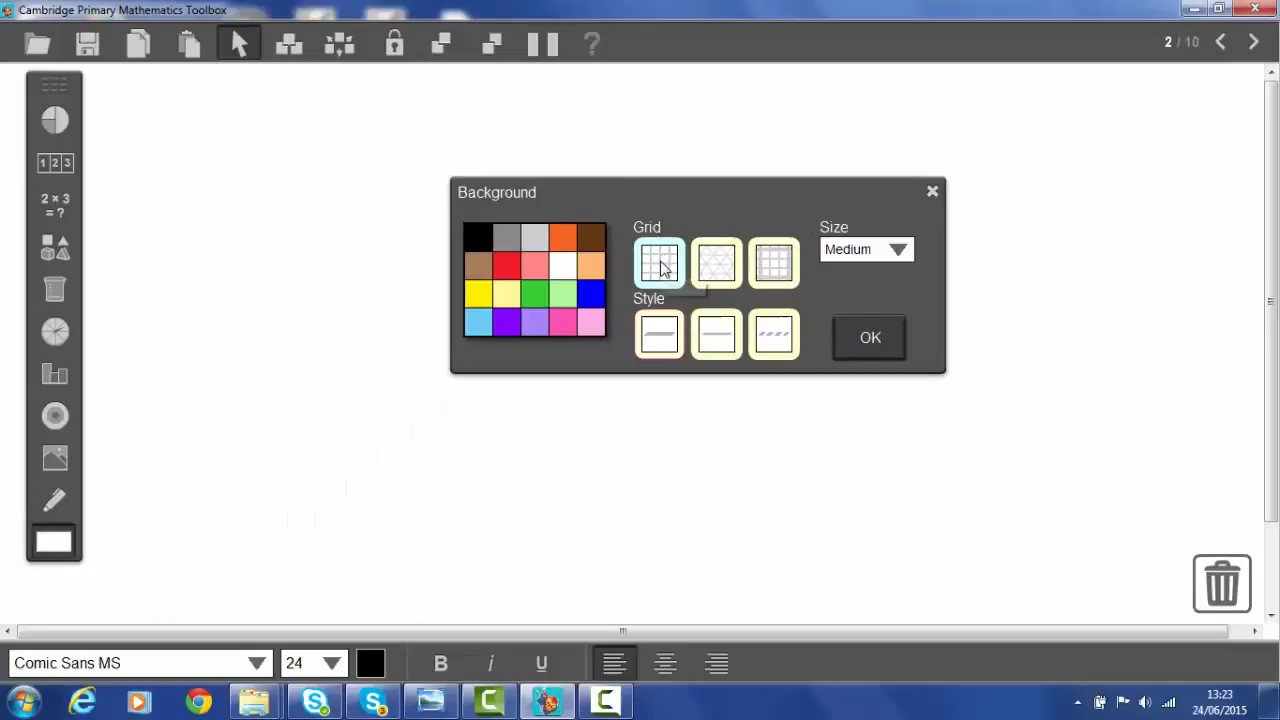 Cambridge Primary Mathematics Toolbox
?
2 / 10
1 2 3
2 × 3
= ?
Background
Grid
Size
Medium
Style
OK
Comic Sans MS
24
B i U
13:23
24/06/2015